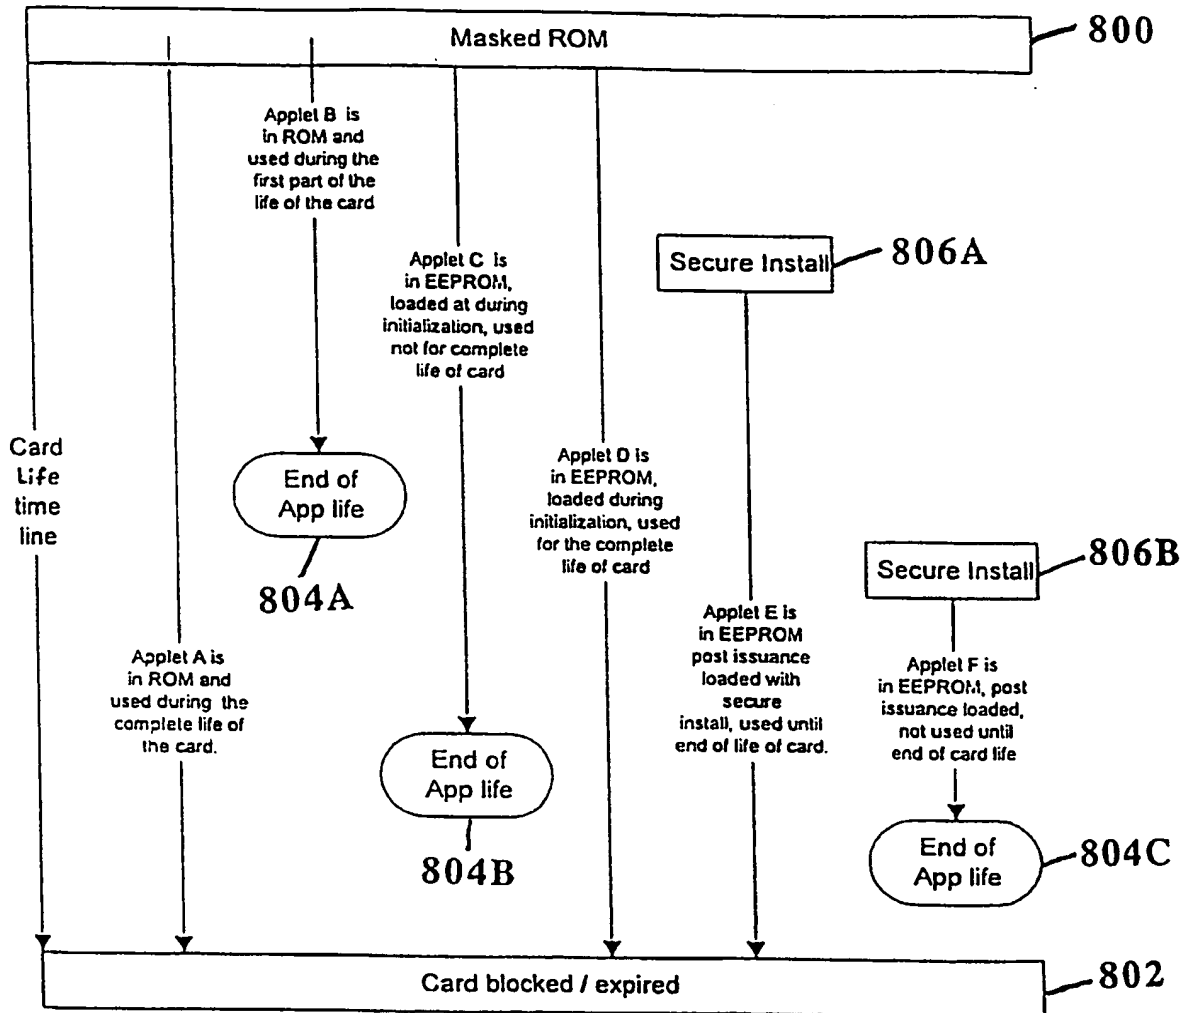 Masked ROM
800
Applet B is
in ROM and
used during the
first part of the
life of the card
Applet C is
in EEPROM,
loaded at during
initialization, used
not for complete
life of card
Secure Install
806A
Card
Life
time
line
End of
App life
804A
Applet D is
in EEPROM,
loaded during
initialization, used
for the complete
life of card
Secure Install
806B
Applet A is
in ROM and
used during the
complete life of
the card.
Applet E is
in EEPROM
post issuance
loaded with
secure
install, used until
end of life of card.
Applet F is
in EEPROM, post
issuance loaded,
not used until
end of card life
End of
App life
804B
End of
App life
804C
Card blocked / expired
802